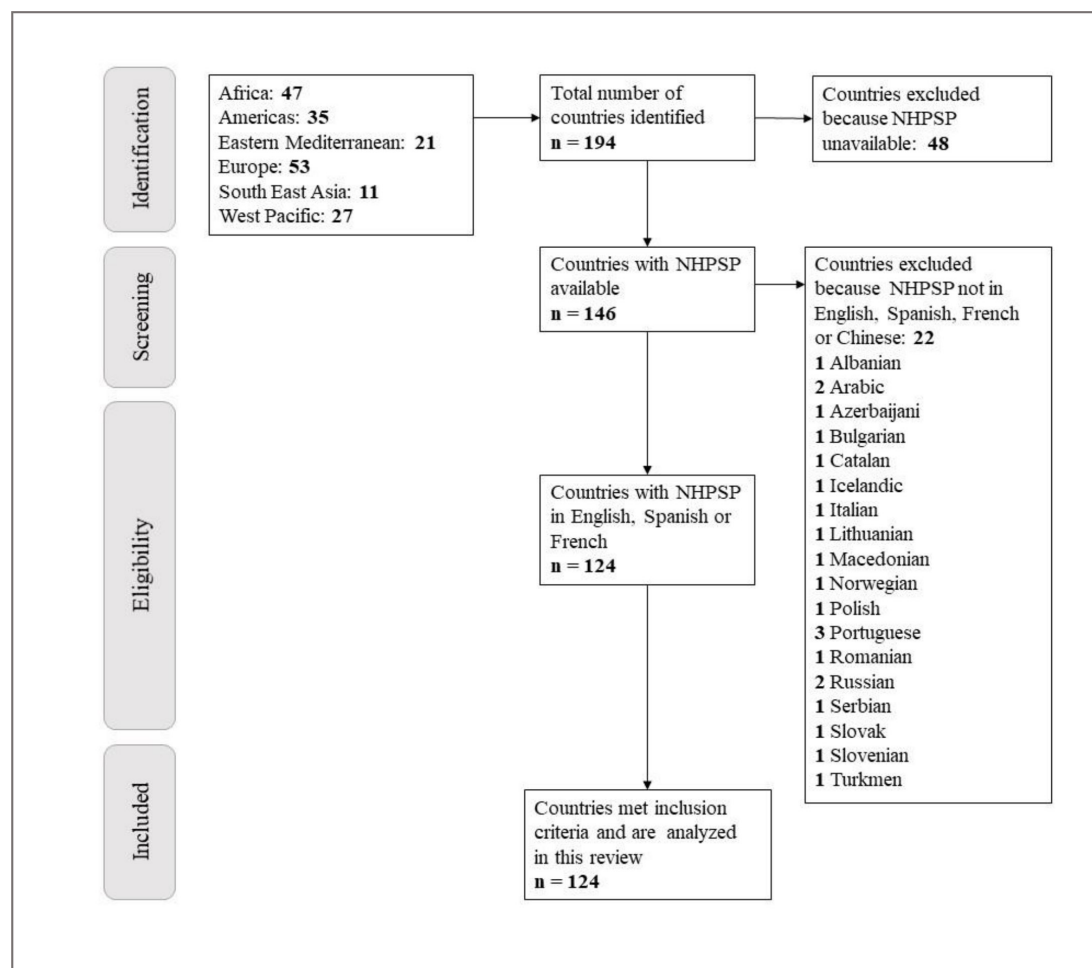 Identification
Africa: 47
Americas: 35
Eastern Mediterranean: 21
Europe: 53
South East Asia: 11
West Pacific: 27
Total number of
countries identified
n = 194
Countries excluded
because NHPSP
unavailable: 48
Screening
Countries with NHPSP
available
n = 146
Countries excluded
because NHPSP not in
English, Spanish, French
or Chinese: 22
1 Albanian
2 Arabic
1 Azerbaijani
1 Bulgarian
1 Catalan
1 Icelandic
1 Italian
1 Lithuanian
1 Macedonian
1 Norwegian
1 Polish
3 Portuguese
1 Romanian
2 Russian
1 Serbian
1 Slovak
1 Slovenian
1 Turkmen
Eligibility
Countries with NHPSP
in English, Spanish or
French
n = 124
Included
Countries met inclusion
criteria and are analyzed
in this review
n = 124